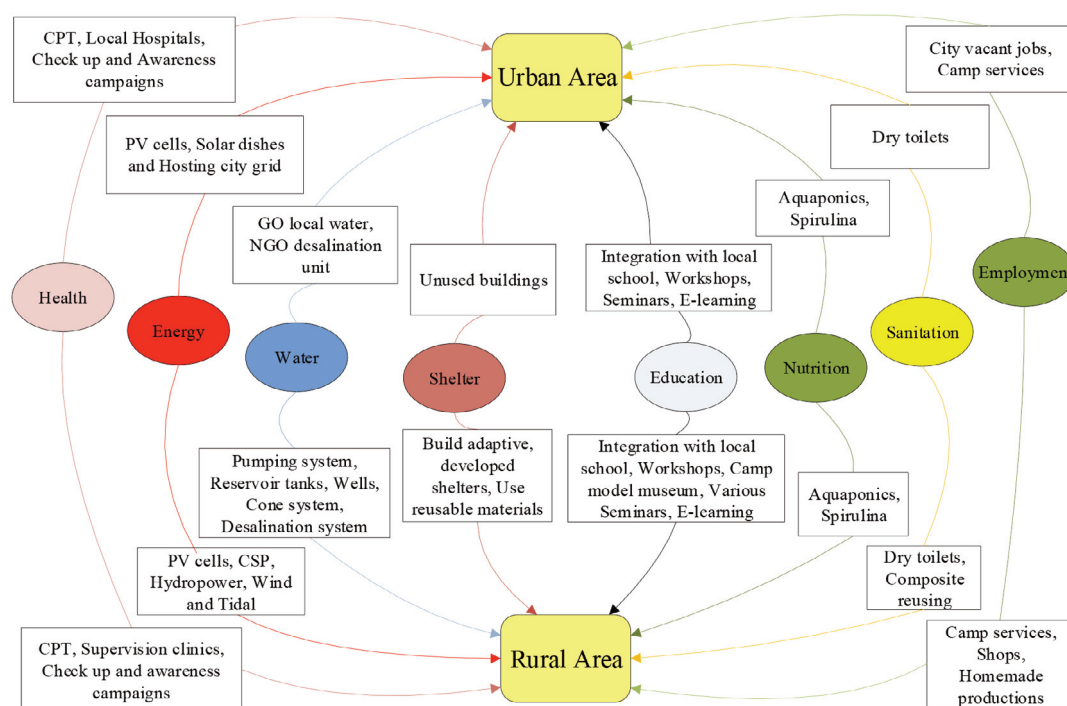 CPT, Local Hospitals,
Check up and Awareness
campaigns
Urban Area
City vacant jobs,
Camp services
PV cells, Solar dishes
and Hosting city grid
Dry toilets
GO local water,
NGO desalination
unit
Unused buildings
Integration with local
school, Workshops,
Seminars, E-learning
Aquaponics,
Spirulina
Health
Energy
Water
Shelter
Education
Nutrition
Sanitation
Employment
Pumping system,
Reservoir tanks, Wells,
Cone system,
Desalination system
Build adaptive,
developed
shelters, Use
reusable materials
Integration with local
school, Workshops, Camp
model museum, Various
Seminars, E-learning
Aquaponics,
Spirulina
PV cells, CSP,
Hydropower, Wind
and Tidal
Dry toilets,
Composite
reusing
CPT, Supervision clinics,
Check up and awareness
campaigns
Rural Area
Camp services,
Shops,
Homemade
productions